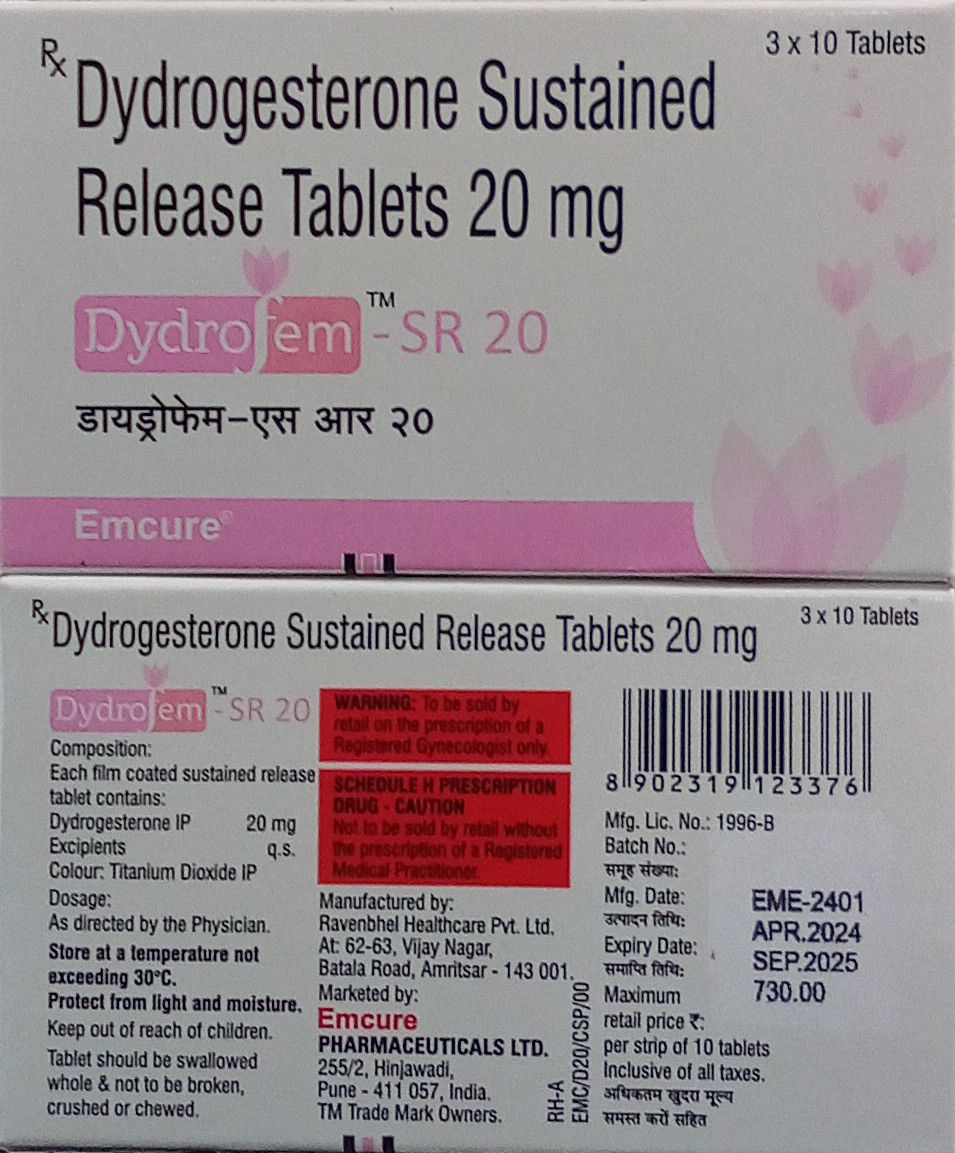 Rx Dydrogesterone Sustained
3 x 10 Tablets
Release Tablets 20 mg
Dydrofem™-SR 20
डायड्रोफेम-एस आर २०
Emcure®
Rx Dydrogesterone Sustained Release Tablets 20 mg
3 x 10 Tablets
Dydrofem™-SR 20
Composition:
Each film coated sustained release
tablet contains:
Dydrogesterone IP 20 mg
Excipients q.s.
Colour: Titanium Dioxide IP
Dosage:
As directed by the Physician.
Store at a temperature not
exceeding 30°C.
Protect from light and moisture.
Keep out of reach of children.
Tablet should be swallowed
whole & not to be broken,
crushed or chewed.
WARNING: To be sold by
retail on the prescription of a
Registered Gynecologist only.
SCHEDULE H PRESCRIPTION
DRUG - CAUTION
Not to be sold by retail without
the prescription of a Registered
Medical Practitioner.
Manufactured by:
Ravenbhel Healthcare Pvt. Ltd.
At: 62-63, Vijay Nagar,
Batala Road, Amritsar - 143 001.
Marketed by:
Emcure
PHARMACEUTICALS LTD.
255/2, Hinjawadi,
Pune - 411 057, India.
TM Trade Mark Owners.
RH-A
EMC/D20/CSP/00
8 902319 123376
Mfg. Lic. No.: 1996-B
Batch No.:
समूह संख्या:
EME-2401
Mfg. Date:
उत्पादन तिथि:
APR.2024
Expiry Date:
समाप्ति तिथि:
SEP.2025
Maximum
retail price ₹:
730.00
per strip of 10 tablets
Inclusive of all taxes.
अधिकतम खुदरा मूल्य
समस्त करों सहित